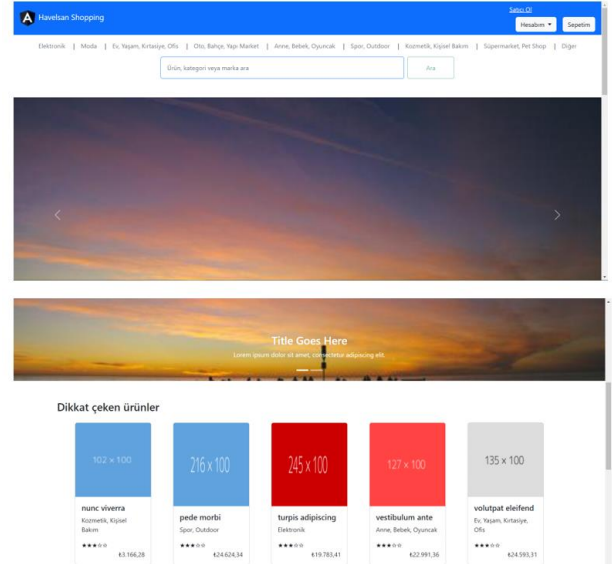 Satıcı Ol
A Havelsan Shopping
Hesabım Sepetim
Elektronik | Moda | Ev, Yaşam, Kırtasiye, Ofis | Oto, Bahçe, Yapı Market | Anne, Bebek, Oyuncak | Spor, Outdoor | Kozmetik, Kişisel Bakım | Süpermarket, Pet Shop | Diğer
Ürün, kategori veya marka ara Ara
Title Goes Here
Lorem ipsum dolor sit amet, consectetur adipiscing elit.
Dikkat çeken ürünler
102 × 100
nunc viverra
Kozmetik, Kişisel
Bakım
★★★☆☆
₺3.166,28
216 x 100
pede morbi
Spor, Outdoor
★★★☆☆
₺24.624,34
245 x 100
turpis adipiscing
Elektronik
★★★☆☆
₺19.783,41
127 × 100
vestibulum ante
Anne, Bebek, Oyuncak
★★★☆☆
₺22.991,36
135 × 100
volutpat eleifend
Ev, Yaşam, Kırtasiye,
Ofis
★★★☆☆
₺24.593,31